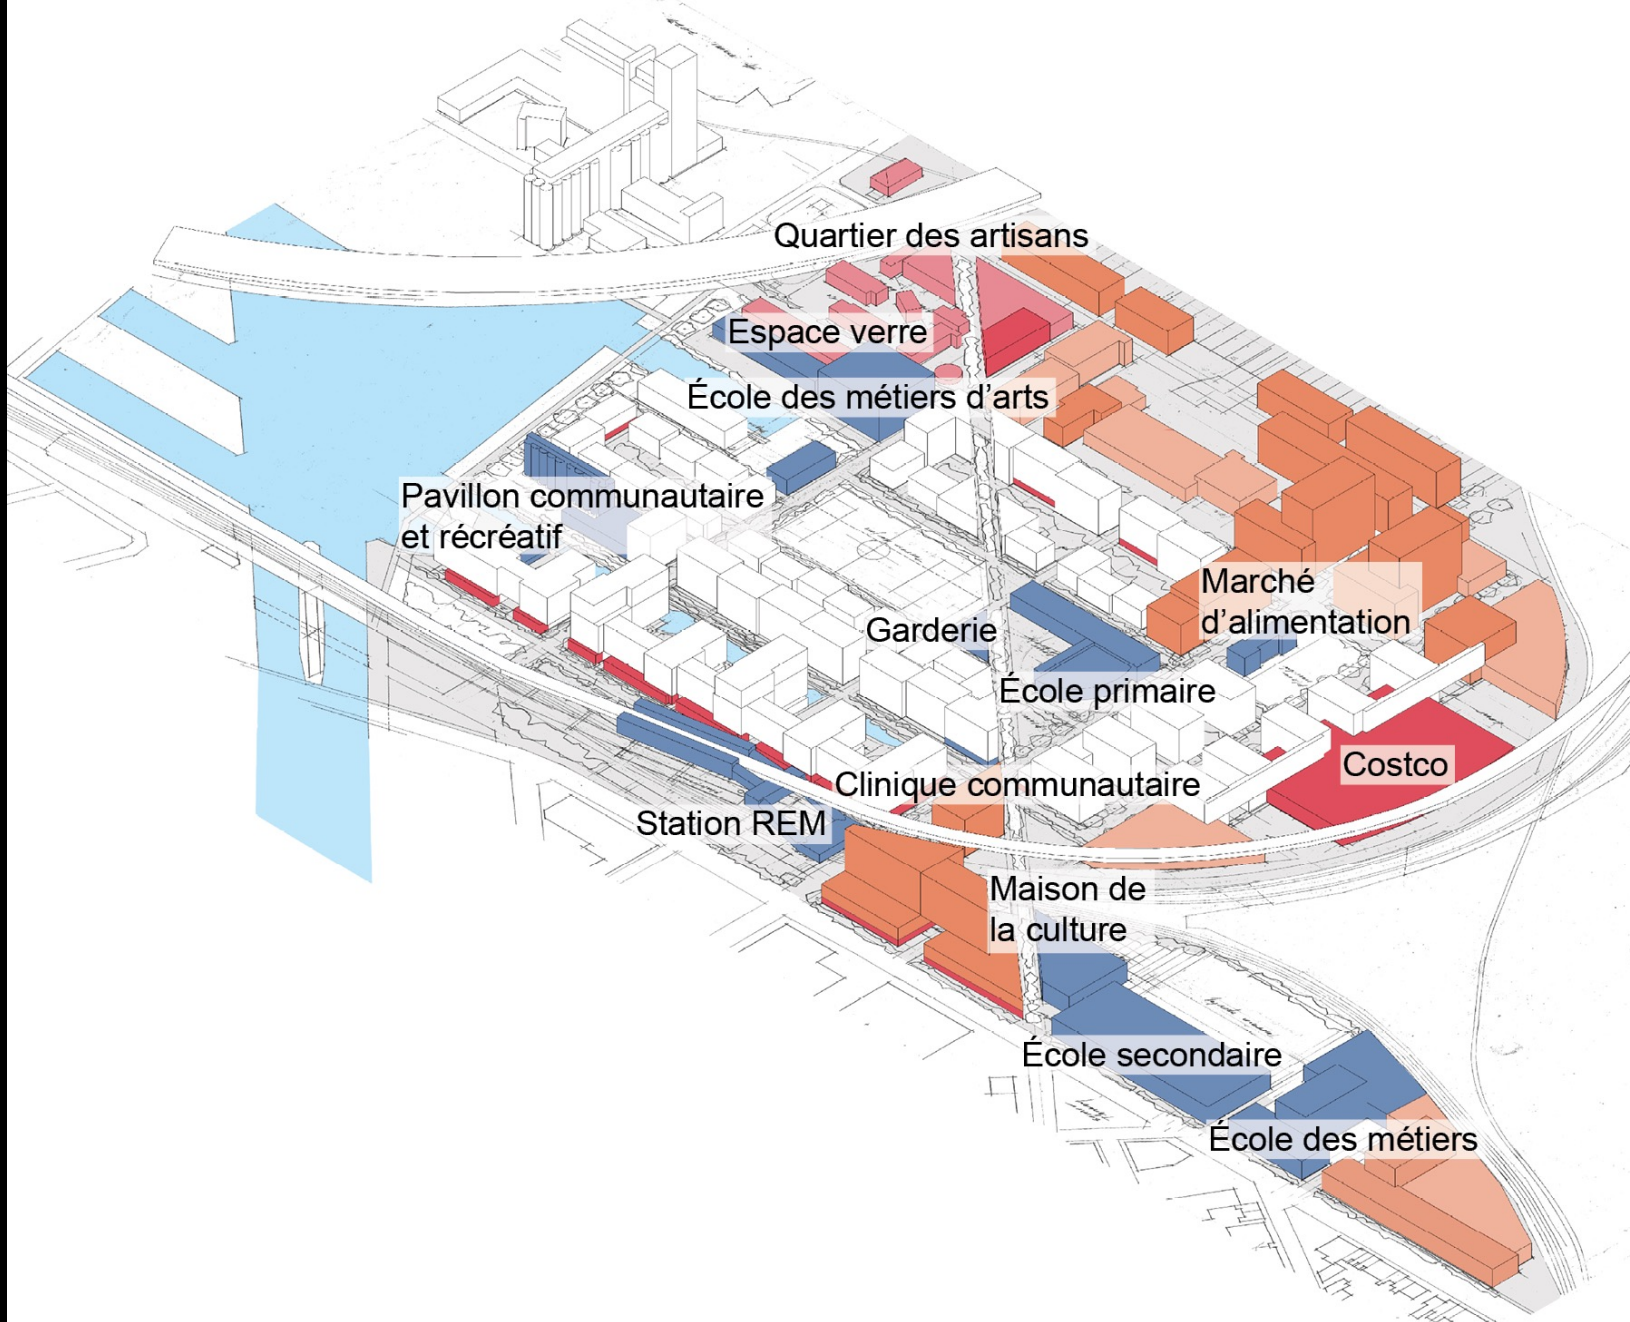 Quartier des artisans
Espace verre
École des métiers d'arts
Pavillon communautaire
et récréatif
Marché
d'alimentation
Garderie
École primaire
Costco
Clinique communautaire
Station REM
Maison de
la culture
École secondaire
École des métiers